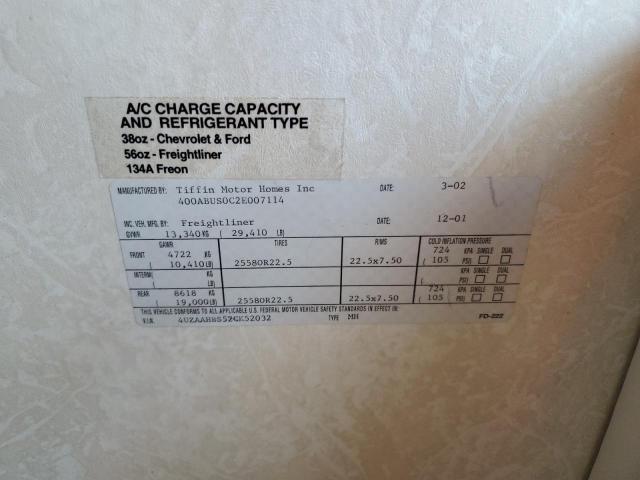 A/C CHARGE CAPACITY
AND REFRIGERANT TYPE
38oz - Chevrolet & Ford
56oz - Freightliner
134A Freon
MANUFACTURED BY: Tiffin Motor Homes Inc DATE: 3-02
4OOABUSOC2E007114
INC. VEH. MFG. BY: Freightliner DATE: 12-01
GVWR 13,340 KG ( 29,410 LB)
GAWR TIRES RIMS COLD INFLATION PRESSURE
FRONT 4722 KG 724 KPA SINGLE DUAL
( 10,410 LB) 25580R22.5 22.5x7.50 ( 105 PSI)
INTERM( KG KPA SINGLE DUAL
( LB) ( PSI)
REAR 8618 KG 724 KPA SINGLE DUAL
( 19,000 LB) 25580R22.5 22.5x7.50 ( 105 PSI)
THIS VEHICLE CONFORMS TO ALL APPLICABLE U.S. FEDERAL MOTOR VEHICLE SAFETY STANDARDS IN EFFECT IN:
V.I.N. TYPE MH FD-222